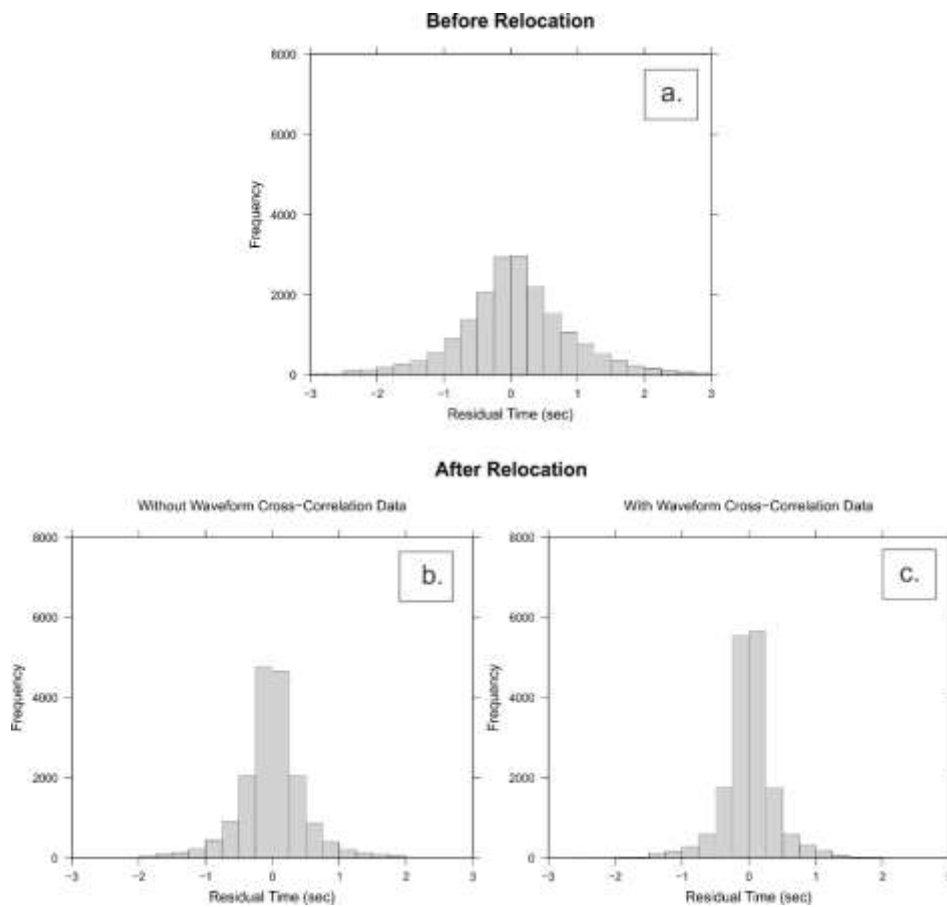 Before Relocation
a.
8000
6000
4000
2000
0
Frequency
−3 −2 −1 0 1 2 3
Residual Time (sec)
After Relocation
Without Waveform Cross−Correlation Data
b.
8000
6000
4000
2000
0
Frequency
−3 −2 −1 0 1 2 3
Residual Time (sec)
With Waveform Cross−Correlation Data
c.
8000
6000
4000
2000
0
Frequency
−3 −2 −1 0 1 2 3
Residual Time (sec)